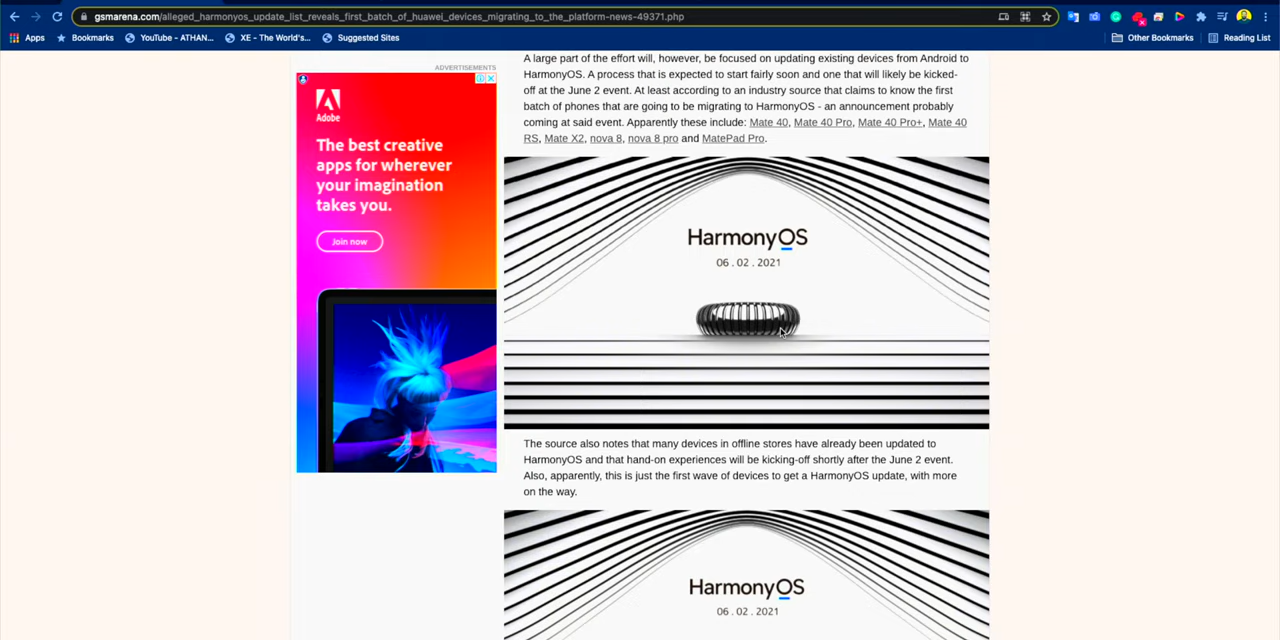 gsmarena.com/alleged_harmonyos_update_list_reveals_first_batch_of_huawei_devices_migrating_to_the_platform-news-49371.php
Apps
Bookmarks
YouTube - ATHAN...
XE - The World's...
Suggested Sites
Other Bookmarks
Reading List
ADVERTISEMENTS
Adobe
The best creative
apps for wherever
your imagination
takes you.
Join now
A large part of the effort will, however, be focused on updating existing devices from Android to
HarmonyOS. A process that is expected to start fairly soon and one that will likely be kicked-
off at the June 2 event. At least according to an industry source that claims to know the first
batch of phones that are going to be migrating to HarmonyOS - an announcement probably
coming at said event. Apparently these include: Mate 40, Mate 40 Pro, Mate 40 Pro+, Mate 40
RS, Mate X2, nova 8, nova 8 pro and MatePad Pro.
HarmonyOS
06 . 02 . 2021
The source also notes that many devices in offline stores have already been updated to
HarmonyOS and that hand-on experiences will be kicking-off shortly after the June 2 event.
Also, apparently, this is just the first wave of devices to get a HarmonyOS update, with more
on the way.
HarmonyOS
06 . 02 . 2021